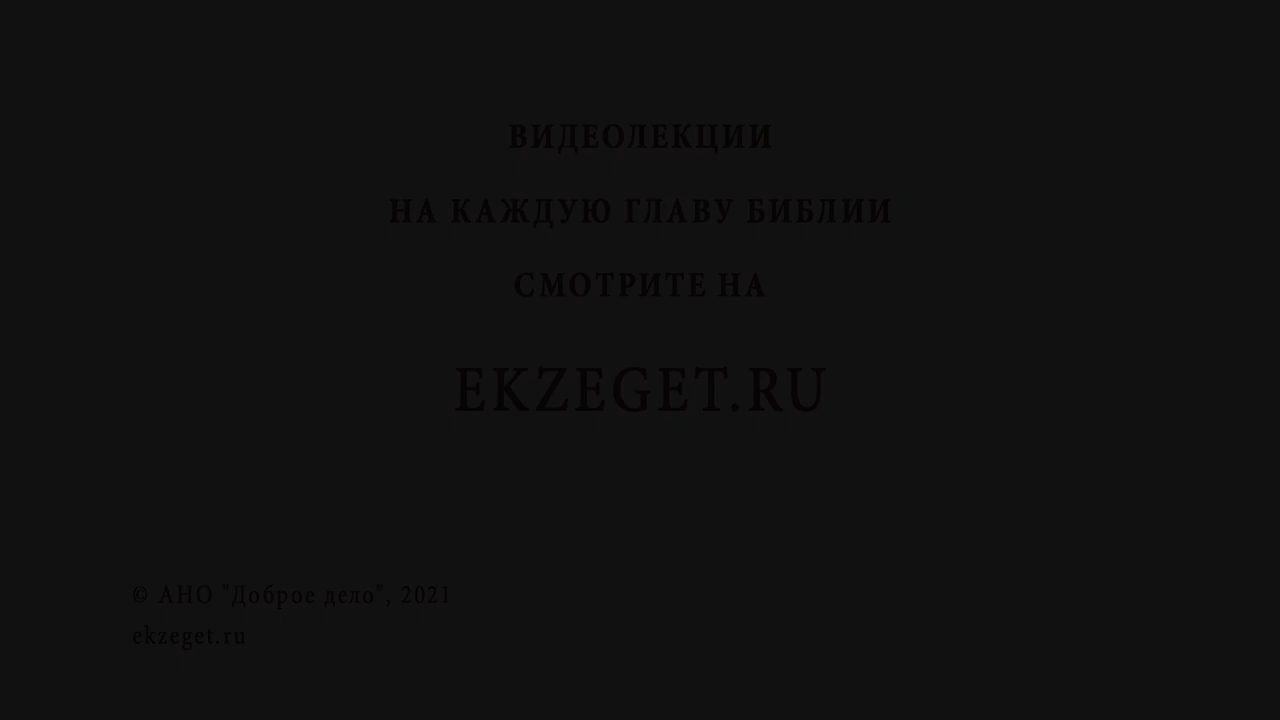 ВИДЕОЛЕКЦИИ
НА КАЖДУЮ ГЛАВУ БИБЛИИ
СМОТРИТЕ НА
EKZEGET.RU
© АНО "Доброе дело", 2021
ekzeget.ru